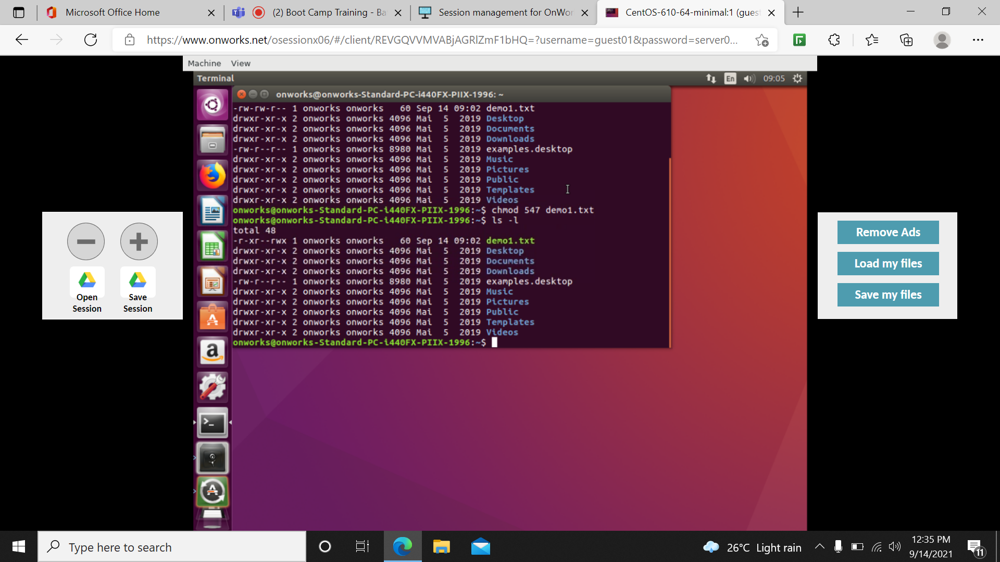 Microsoft Office Home
(2) Boot Camp Training - Ba
Session management for OnWor
CentOS-610-64-minimal:1 (guest
https://www.onworks.net/osessionx06/#/client/REVGQVVMVABjAGRlZmF1bHQ=?username=guest01&password=server0...
Machine View
Terminal
En
09:05
onworks@onworks-Standard-PC-i440FX-PIIX-1996: ~
-rw-rw-r-- 1 onworks onworks   60 Sep 14 09:02 demo1.txt
drwxr-xr-x 2 onworks onworks 4096 Mai  5  2019 Desktop
drwxr-xr-x 2 onworks onworks 4096 Mai  5  2019 Documents
drwxr-xr-x 2 onworks onworks 4096 Mai  5  2019 Downloads
-rw-r--r-- 1 onworks onworks 8980 Mai  5  2019 examples.desktop
drwxr-xr-x 2 onworks onworks 4096 Mai  5  2019 Music
drwxr-xr-x 2 onworks onworks 4096 Mai  5  2019 Pictures
drwxr-xr-x 2 onworks onworks 4096 Mai  5  2019 Public
drwxr-xr-x 2 onworks onworks 4096 Mai  5  2019 Templates
drwxr-xr-x 2 onworks onworks 4096 Mai  5  2019 Videos
onworks@onworks-Standard-PC-i440FX-PIIX-1996:~$ chmod 547 demo1.txt
onworks@onworks-Standard-PC-i440FX-PIIX-1996:~$ ls -l
total 48
-r-xr--rwx 1 onworks onworks   60 Sep 14 09:02 demo1.txt
drwxr-xr-x 2 onworks onworks 4096 Mai  5  2019 Desktop
drwxr-xr-x 2 onworks onworks 4096 Mai  5  2019 Documents
drwxr-xr-x 2 onworks onworks 4096 Mai  5  2019 Downloads
-rw-r--r-- 1 onworks onworks 8980 Mai  5  2019 examples.desktop
drwxr-xr-x 2 onworks onworks 4096 Mai  5  2019 Music
drwxr-xr-x 2 onworks onworks 4096 Mai  5  2019 Pictures
drwxr-xr-x 2 onworks onworks 4096 Mai  5  2019 Public
drwxr-xr-x 2 onworks onworks 4096 Mai  5  2019 Templates
drwxr-xr-x 2 onworks onworks 4096 Mai  5  2019 Videos
onworks@onworks-Standard-PC-i440FX-PIIX-1996:~$
Open
Session
Save
Session
Remove Ads
Load my files
Save my files
Type here to search
26°C Light rain
12:35 PM
9/14/2021
11